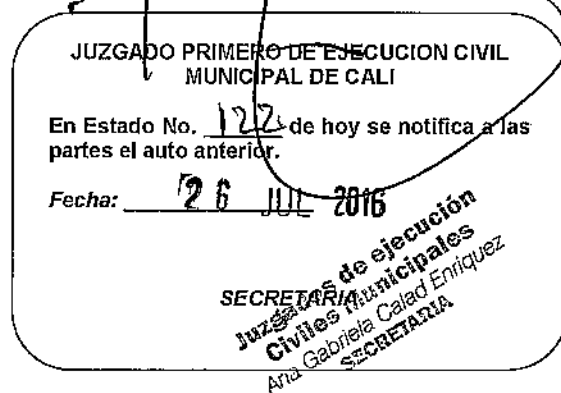 JUZGADO PRIMERO DE EJECUCION CIVIL
MUNICIPAL DE CALI
En Estado No. 122 de hoy se notifica a las
partes el auto anterior.
Fecha: 26 JUL 2016
SECRETARIA
Juzgados de ejecución
Civiles Municipales
Ana Gabriela Calad Enriquez
SECRETARIA